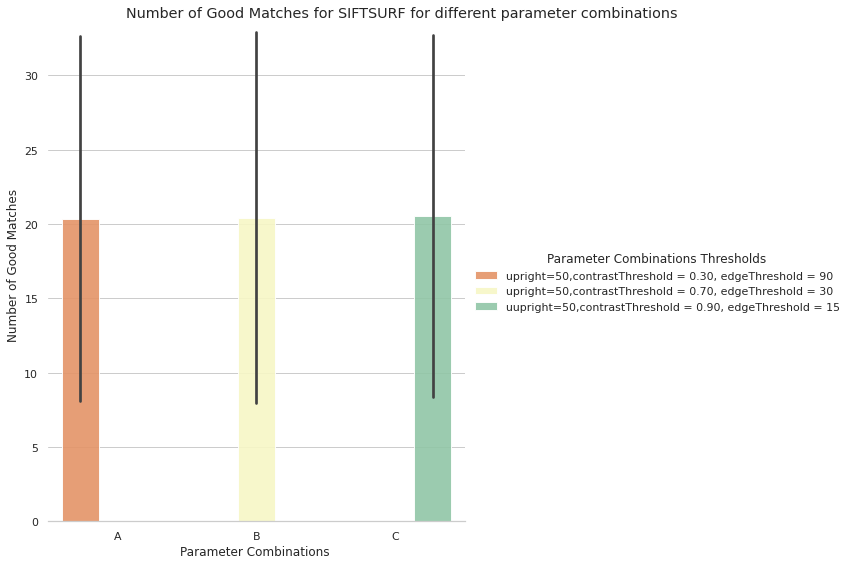 Number of Good Matches for SIFTSURF for different parameter combinations
Number of Good Matches
30
25
20
15
10
5
0
A
B
C
Parameter Combinations
Parameter Combinations Thresholds
upright=50,contrastThreshold = 0.30, edgeThreshold = 90
upright=50,contrastThreshold = 0.70, edgeThreshold = 30
uupright=50,contrastThreshold = 0.90, edgeThreshold = 15